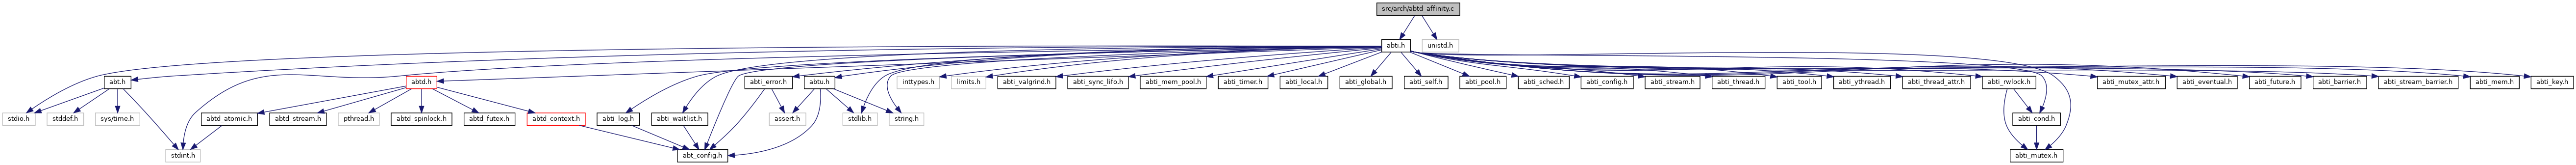 src/arch/abtd_affinity.c
abti.h unistd.h
abt.h abtd.h abti_error.h abtu.h inttypes.h limits.h abti_valgrind.h abti_sync_lifo.h abti_mem_pool.h abti_timer.h abti_local.h abti_global.h abti_self.h abti_pool.h abti_sched.h abti_config.h abti_stream.h abti_thread.h abti_tool.h abti_ythread.h abti_thread_attr.h abti_rwlock.h abti_mutex_attr.h abti_eventual.h abti_future.h abti_barrier.h abti_stream_barrier.h abti_mem.h abti_key.h
stdio.h stddef.h sys/time.h abtd_atomic.h abtd_stream.h pthread.h abtd_spinlock.h abtd_futex.h abtd_context.h abti_log.h abti_waitlist.h assert.h stdlib.h string.h abti_cond.h
stdint.h abt_config.h abti_mutex.h